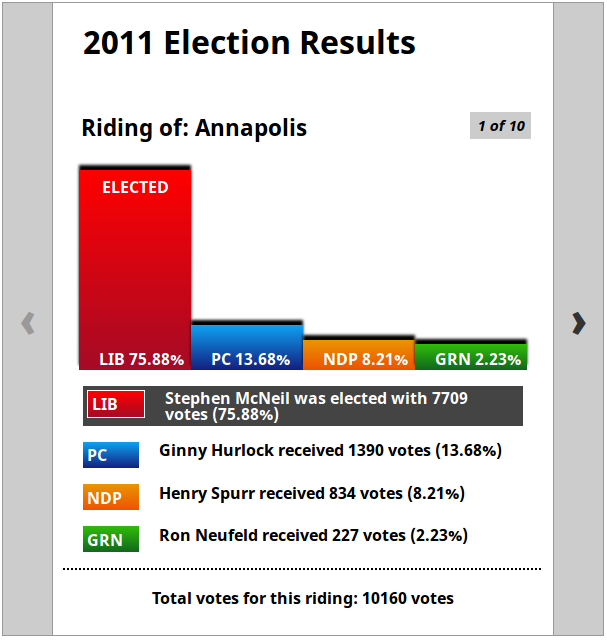 2011 Election Results
Riding of: Annapolis
1 of 10
ELECTED
LIB 75.88%
PC 13.68%
NDP 8.21%
GRN 2.23%
LIB
Stephen McNeil was elected with 7709
votes (75.88%)
PC
Ginny Hurlock received 1390 votes (13.68%)
NDP
Henry Spurr received 834 votes (8.21%)
GRN
Ron Neufeld received 227 votes (2.23%)
Total votes for this riding: 10160 votes